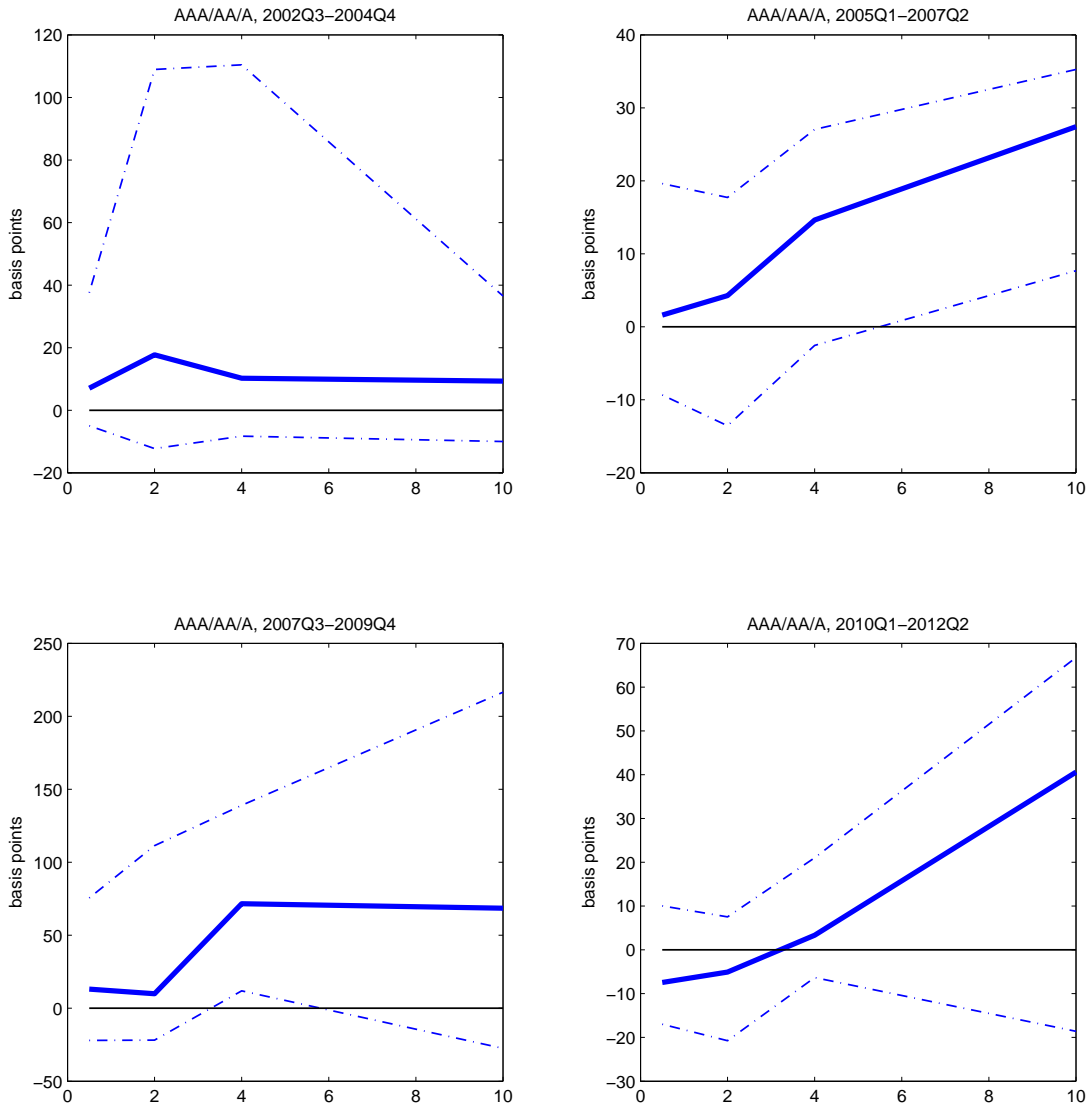 AAA/AA/A, 2002Q3−2004Q4
120
100
80
60
40
20
0
−20
basis points
0 2 4 6 8 10
AAA/AA/A, 2005Q1−2007Q2
40
30
20
10
0
−10
−20
basis points
0 2 4 6 8 10
AAA/AA/A, 2007Q3−2009Q4
250
200
150
100
50
0
−50
basis points
0 2 4 6 8 10
AAA/AA/A, 2010Q1−2012Q2
70
60
50
40
30
20
10
0
−10
−20
−30
basis points
0 2 4 6 8 10